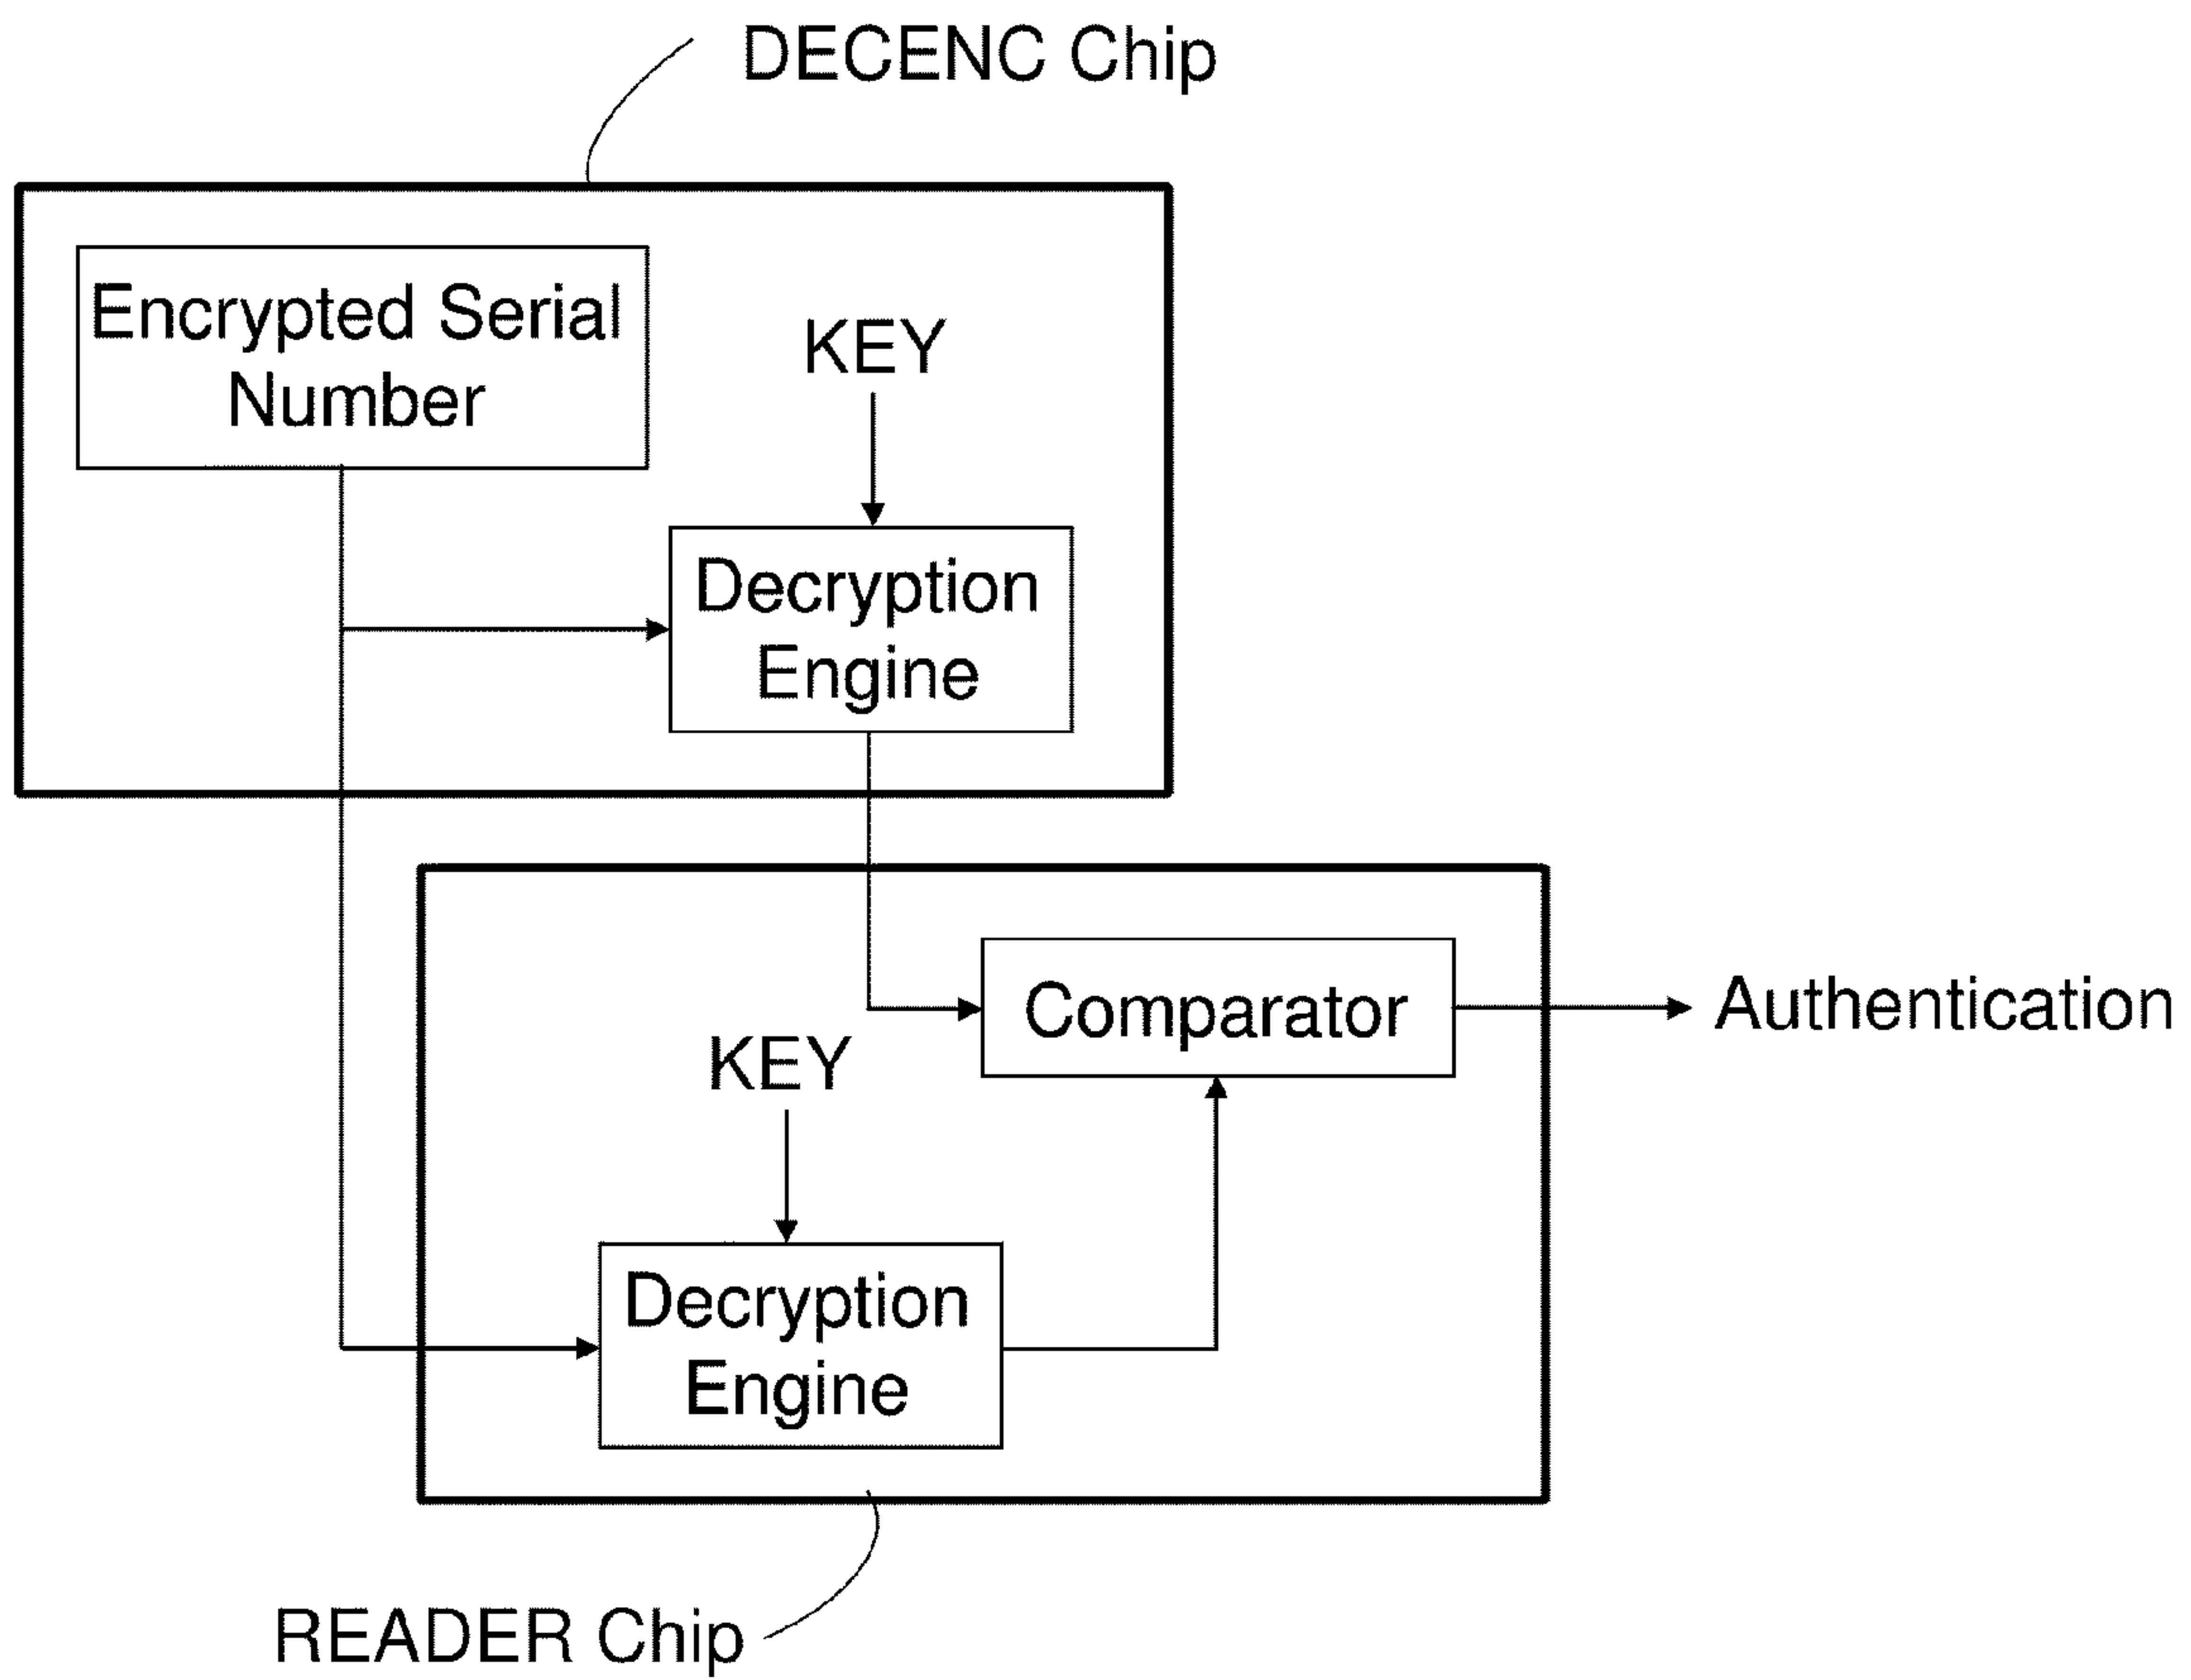 DECENC Chip
Encrypted Serial
Number
KEY
Decryption
Engine
Comparator
Authentication
KEY
Decryption
Engine
READER Chip